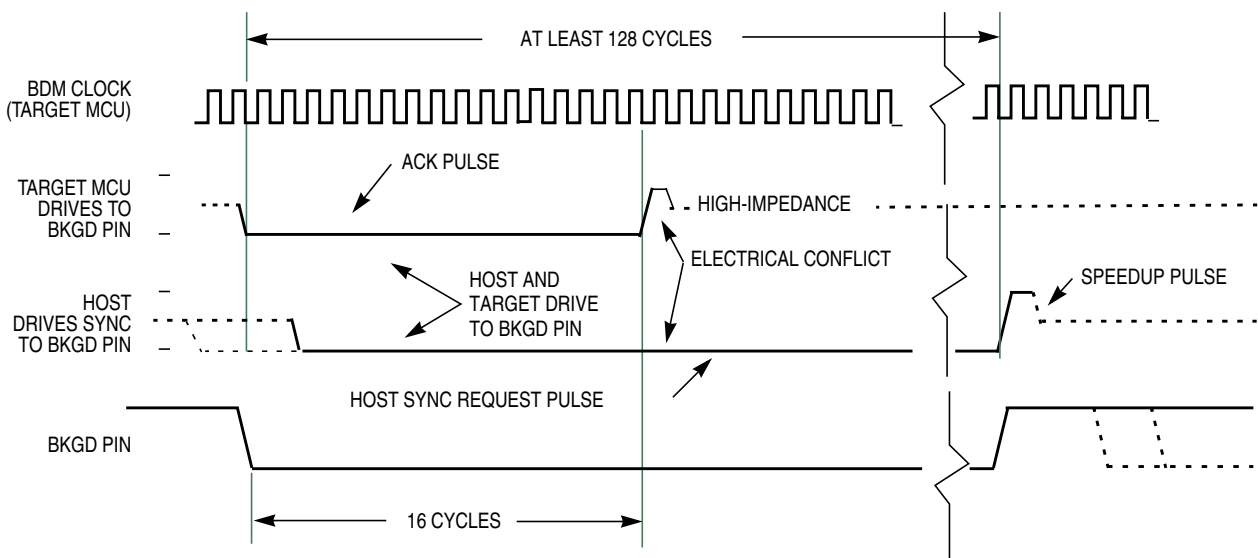 AT LEAST 128 CYCLES
BDM CLOCK
(TARGET MCU)
ACK PULSE
TARGET MCU
DRIVES TO
BKGD PIN
HIGH-IMPEDANCE
ELECTRICAL CONFLICT
HOST AND
TARGET DRIVE
TO BKGD PIN
SPEEDUP PULSE
HOST
DRIVES SYNC
TO BKGD PIN
HOST SYNC REQUEST PULSE
BKGD PIN
16 CYCLES